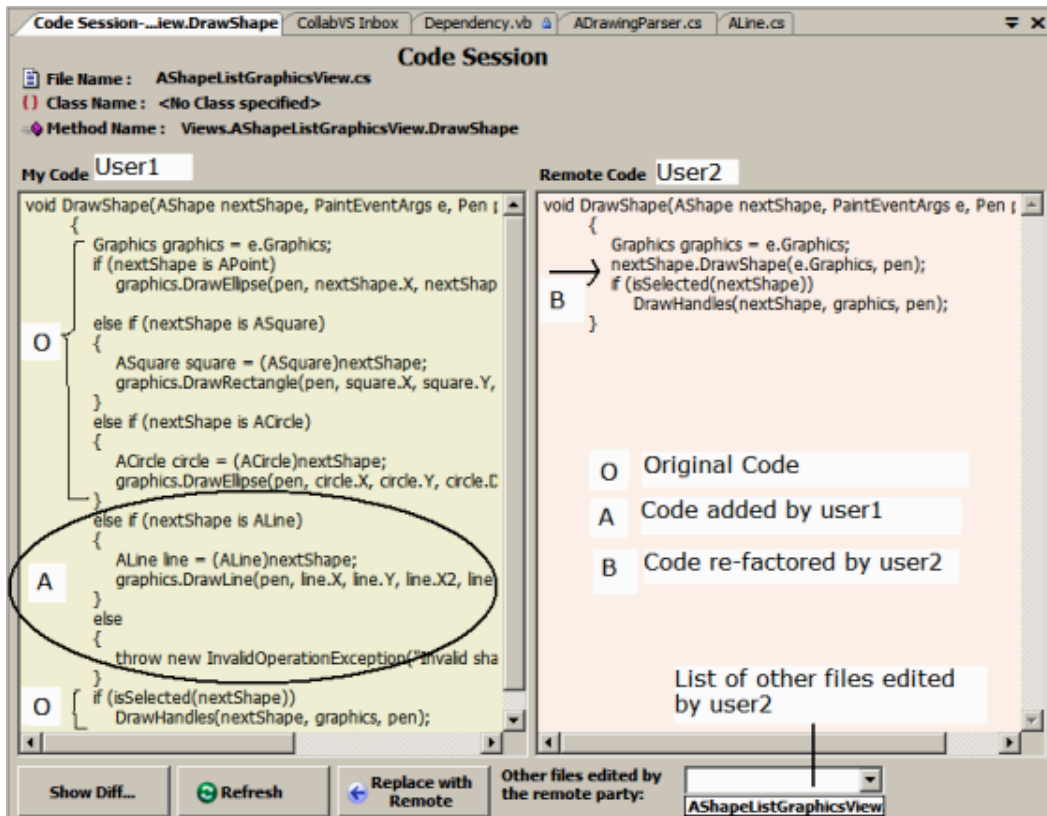 Code Session-...iew.DrawShape CollabVS Inbox Dependency.vb ADrawingParser.cs ALine.cs
Code Session
File Name : AShapeListGraphicsView.cs
Class Name : <No Class specified>
Method Name : Views.AShapeListGraphicsView.DrawShape
My Code User1
void DrawShape(AShape nextShape, PaintEventArgs e, Pen p
{
Graphics graphics = e.Graphics;
if (nextShape is APoint)
graphics.DrawEllipse(pen, nextShape.X, nextShap
else if (nextShape is ASquare)
O
{
ASquare square = (ASquare)nextShape;
graphics.DrawRectangle(pen, square.X, square.Y,
}
else if (nextShape is ACircle)
{
ACircle circle = (ACircle)nextShape;
graphics.DrawEllipse(pen, circle.X, circle.Y, circle.D
}
else if (nextShape is ALine)
{
ALine line = (ALine)nextShape;
A graphics.DrawLine(pen, line.X, line.Y, line.X2, line
}
else
{
throw new InvalidOperationException("Invalid sha
}
O if (isSelected(nextShape))
DrawHandles(nextShape, graphics, pen);
Remote Code User2
void DrawShape(AShape nextShape, PaintEventArgs e, Pen p
{
Graphics graphics = e.Graphics;
nextShape.DrawShape(e.Graphics, pen);
if (isSelected(nextShape))
B DrawHandles(nextShape, graphics, pen);
}
O Original Code
A Code added by user1
B Code re-factored by user2
List of other files edited
by user2
Show Diff... Refresh Replace with
Remote
Other files edited by
the remote party:
AShapeListGraphicsView